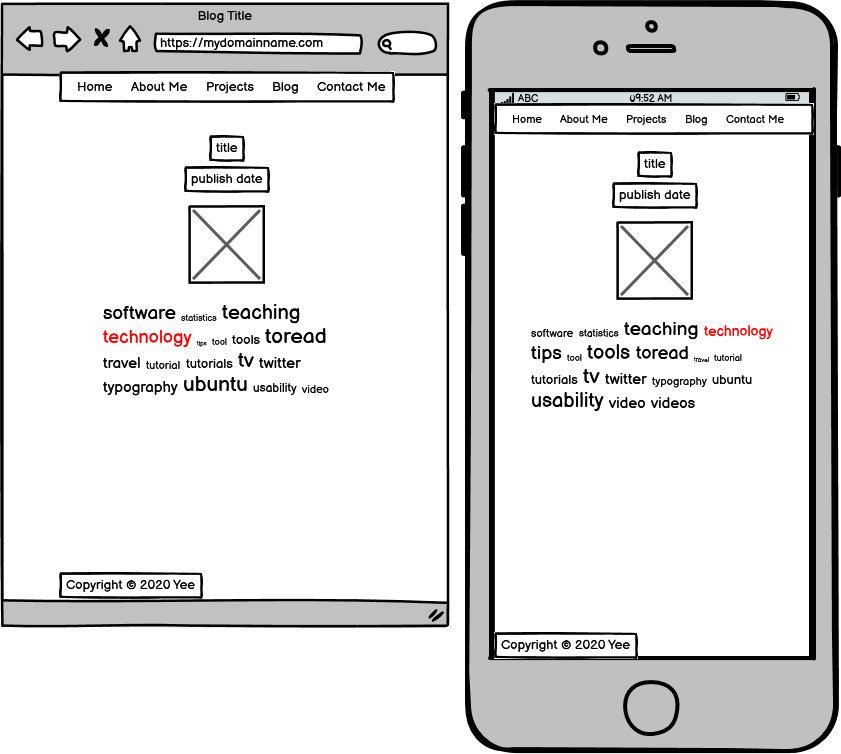 Blog Title
https://mydomainname.com
Home About Me Projects Blog Contact Me
title
publish date
software statistics teaching
technology tips tool tools toread
travel tutorial tutorials tv twitter
typography ubuntu usability video
Copyright © 2020 Yee
ABC 09:52 AM
Home About Me Projects Blog Contact Me
title
publish date
software statistics teaching technology
tips tool tools toread travel tutorial
tutorials tv twitter typography ubuntu
usability video videos
Copyright © 2020 Yee